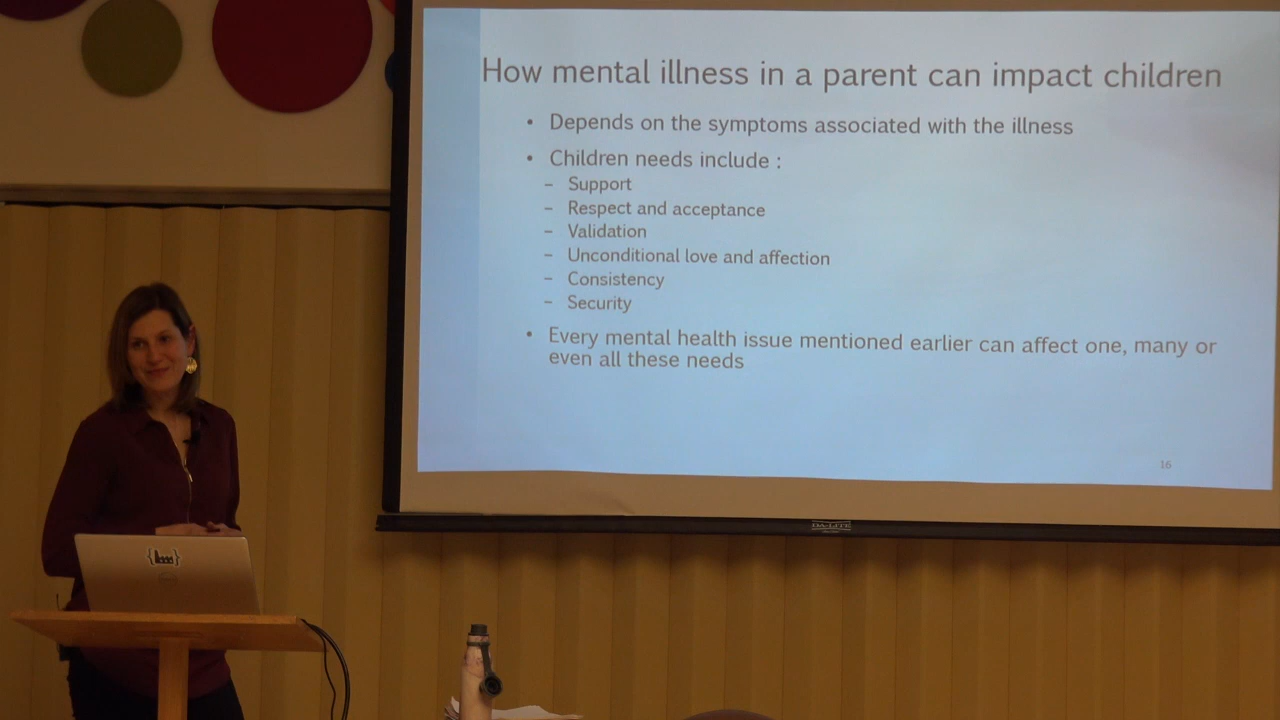 How mental illness in a parent can impact children
• Depends on the symptoms associated with the illness
• Children needs include :
– Support
– Respect and acceptance
– Validation
– Unconditional love and affection
– Consistency
– Security
• Every mental health issue mentioned earlier can affect one, many or
even all these needs
16
DA-LITE